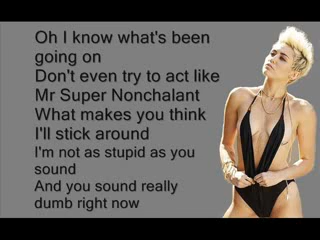 Oh I know what's been
going on
Don't even try to act like
Mr Super Nonchalant
What makes you think
I'll stick around
I'm not as stupid as you
sound
And you sound really
dumb right now